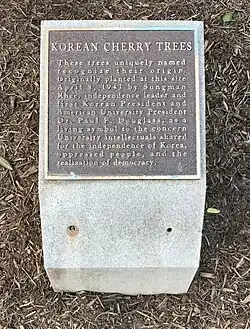 KOREAN CHERRY TREES
These trees uniquely named
recognize their origin.
Originally planted at this site
April 8, 1943 by Sungman
Rhee, independence leader and
first Korean President and
American University President
Dr. Paul F. Douglass, as a
living symbol to the concern
University intellectuals shared
for the independence of Korea,
oppressed people, and the
realization of democracy.